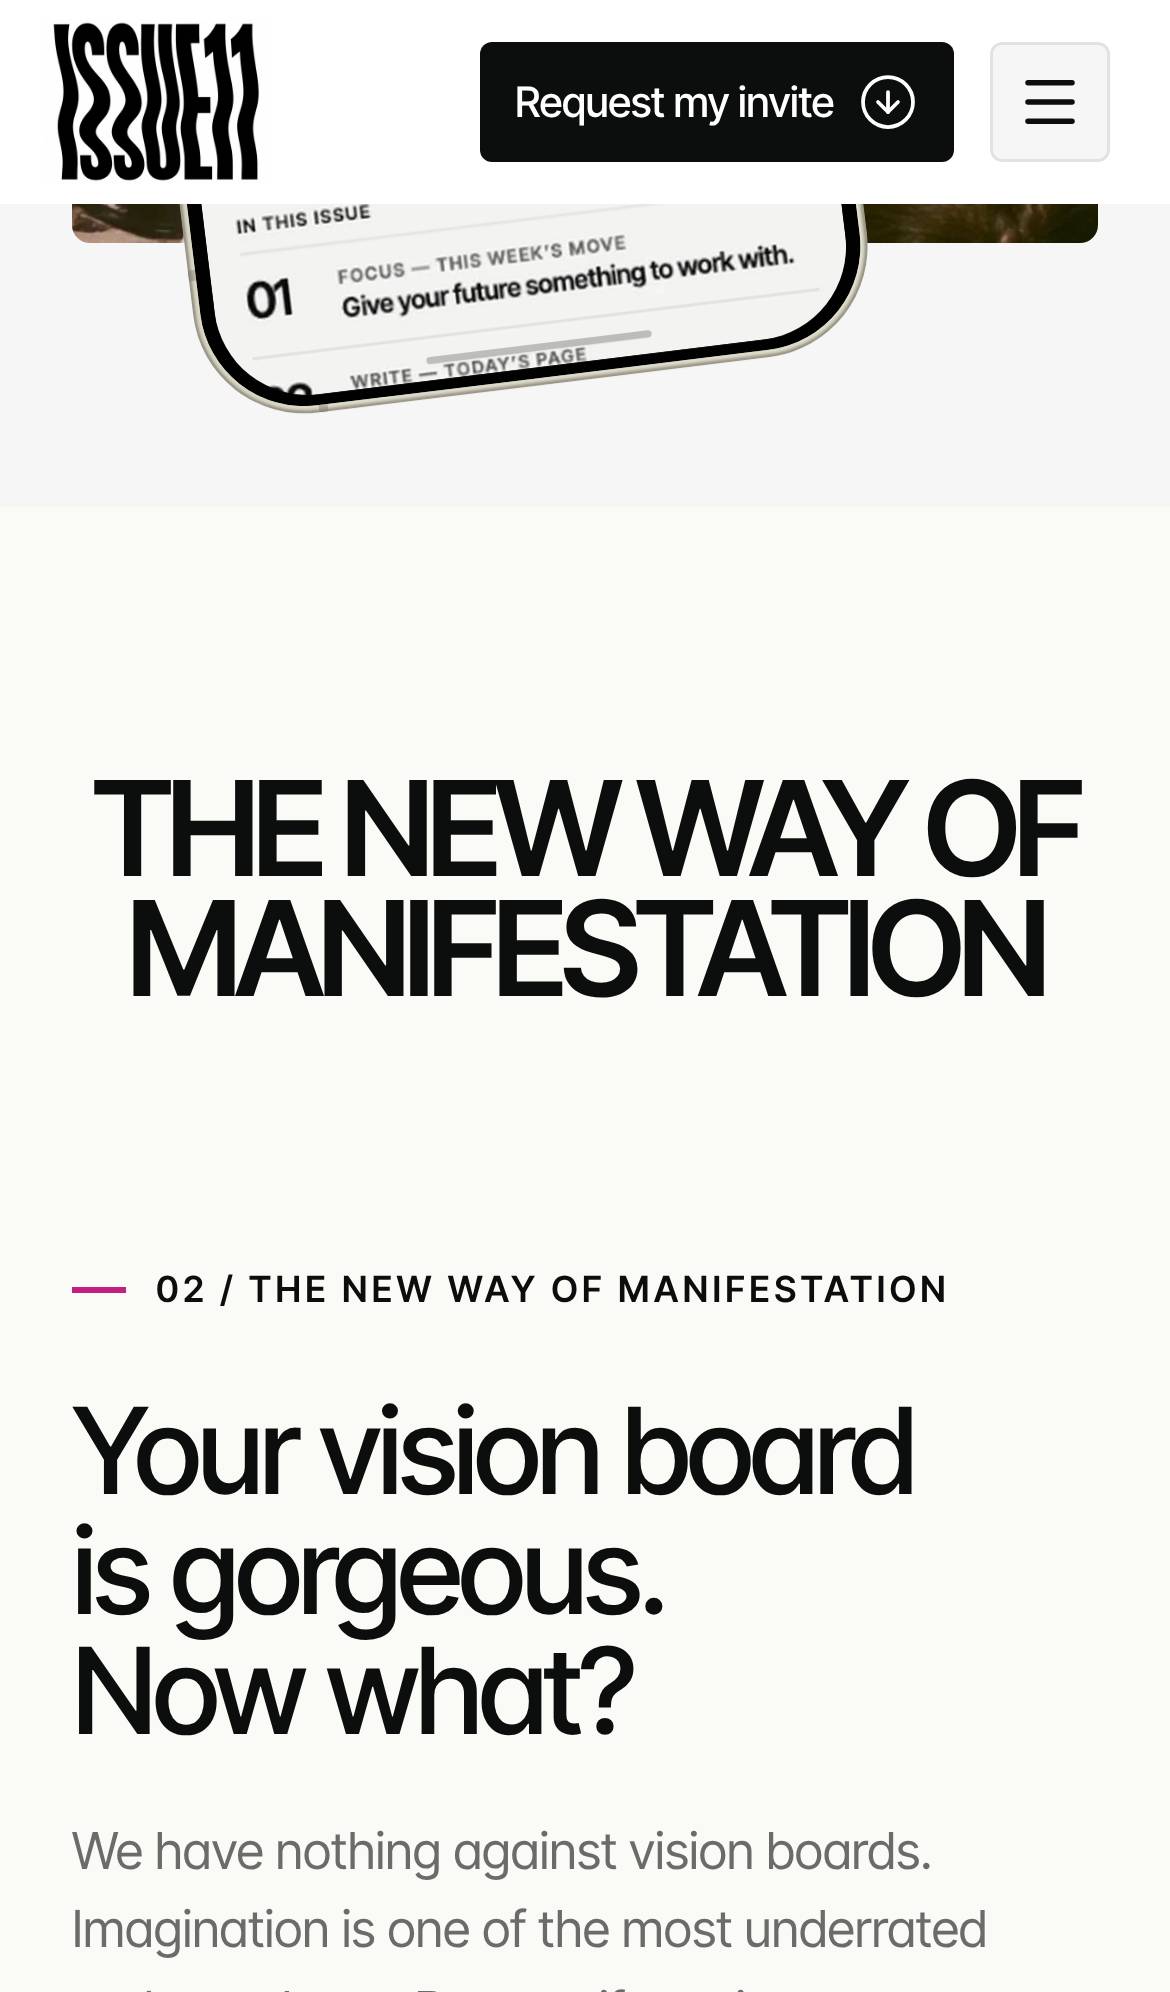 ISSUE11
Request my invite
IN THIS ISSUE
01
FOCUS — THIS WEEK’S MOVE
Give your future something to work with.
WRITE — TODAY’S PAGE
THE NEW WAY OF
MANIFESTATION
02 / THE NEW WAY OF MANIFESTATION
Your vision board
is gorgeous.
Now what?
We have nothing against vision boards.
Imagination is one of the most underrated